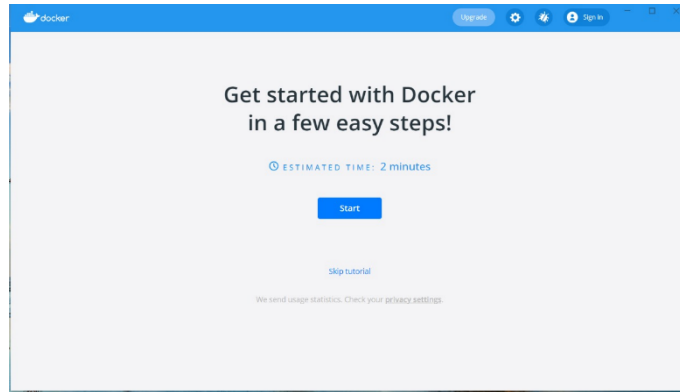 docker
Upgrade
Sign in
Get started with Docker
in a few easy steps!
ESTIMATED TIME: 2 minutes
Start
Skip tutorial
We send usage statistics. Check your privacy settings.